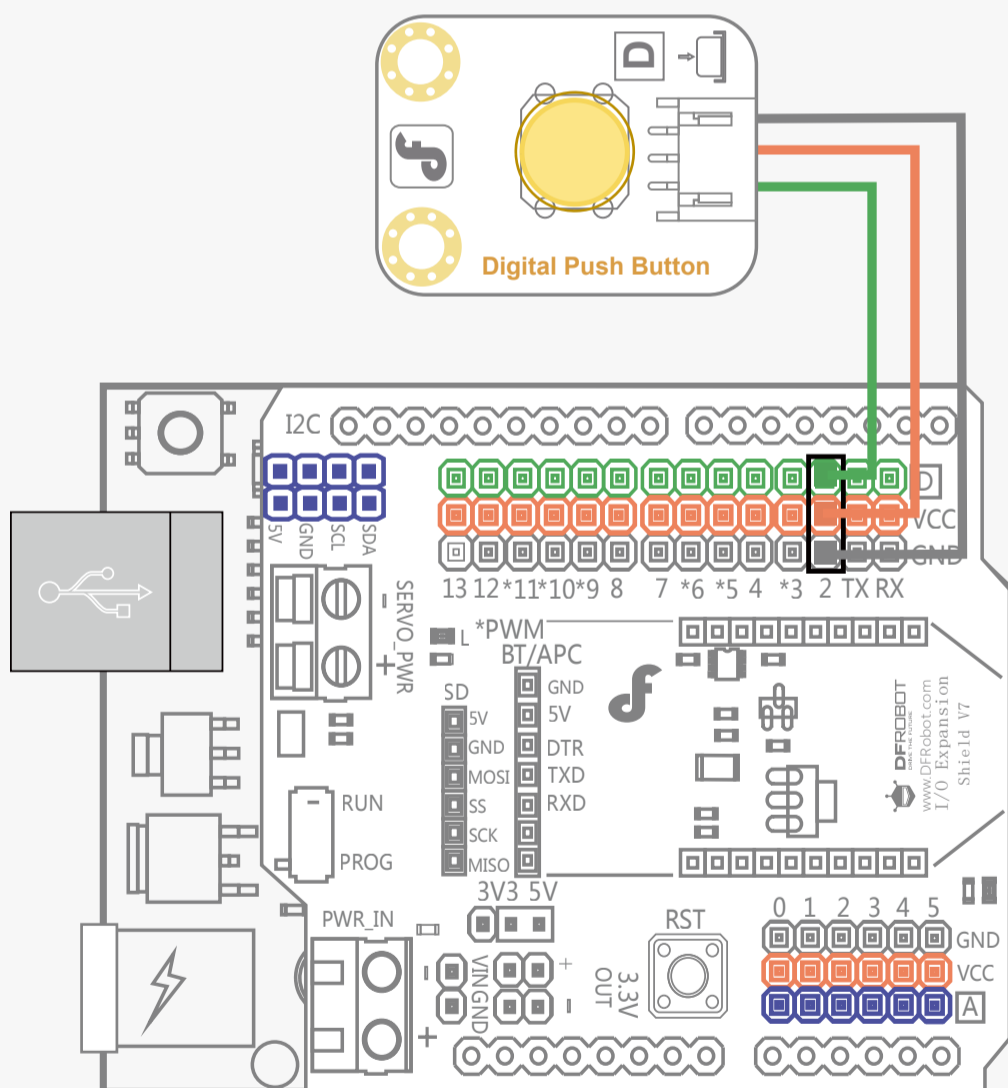 D
Digital Push Button
I2C
D
VCC
GND
5V
GND
SCL
SDA
13 12 *11 *10 *9 8 7 *6 *5 4 *3 2 TX RX
SERVO_PWR
- +
*PWM
L
BT/APC
GND
5V
DTR
TXD
RXD
SD
5V
GND
MOSI
SS
SCK
MISO
DFROBOT
DRIVE THE FUTURE
www.DFRobot.com
I/O Expansion
Shield V7
RUN
PROG
3V3 5V
PWR_IN
- +
VIN
GND
+ -
3.3V
OUT
RST
0 1 2 3 4 5
GND
VCC
A